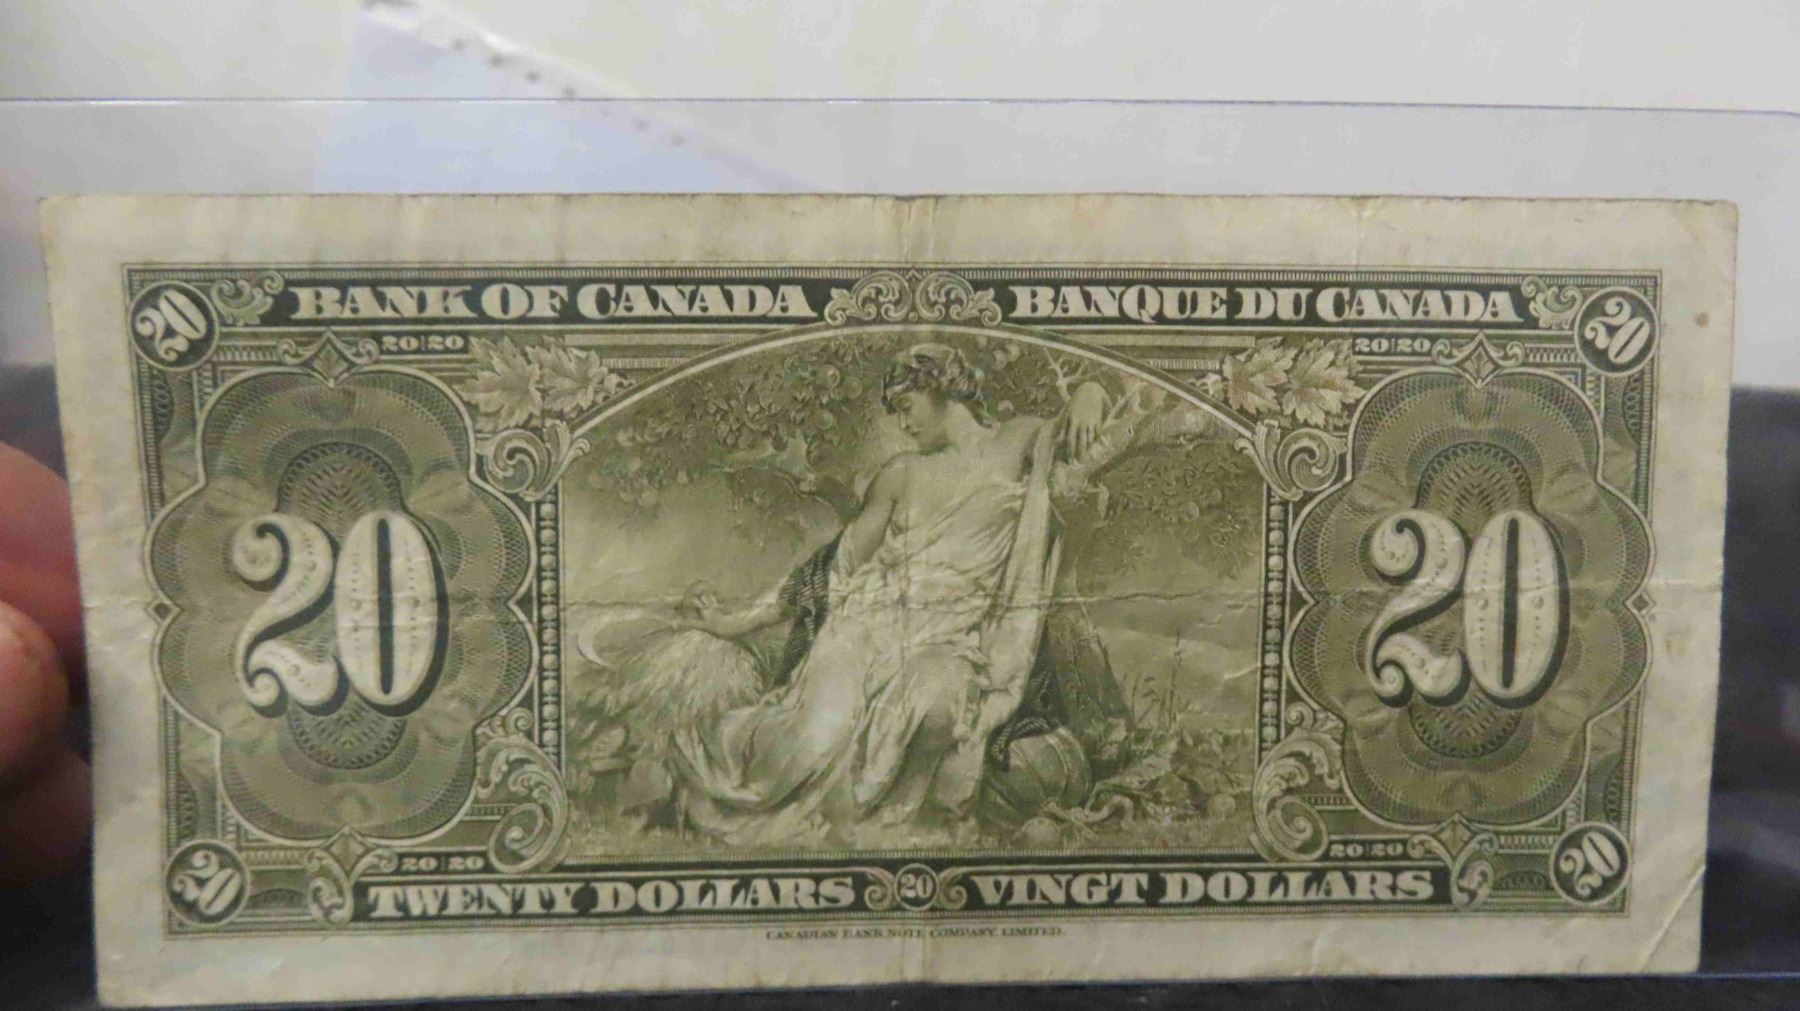 BANK OF CANADA BANQUE DU CANADA
20 20
20 20 20 20
20 20
20 20 20 20
20 20
TWENTY DOLLARS 20 VINGT DOLLARS
CANADIAN BANK NOTE COMPANY, LIMITED.